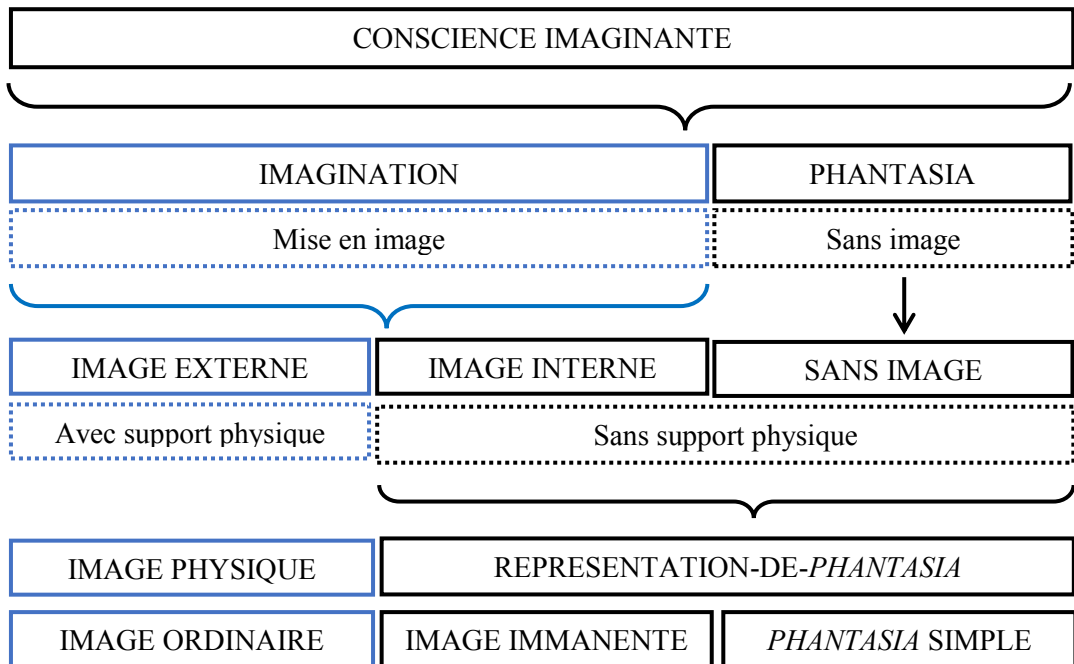 CONSCIENCE IMAGINANTE
IMAGINATION
PHANTASIA
Mise en image
Sans image
IMAGE EXTERNE
IMAGE INTERNE
SANS IMAGE
Avec support physique
Sans support physique
IMAGE PHYSIQUE
REPRESENTATION-DE-PHANTASIA
IMAGE ORDINAIRE
IMAGE IMMANENTE
PHANTASIA SIMPLE